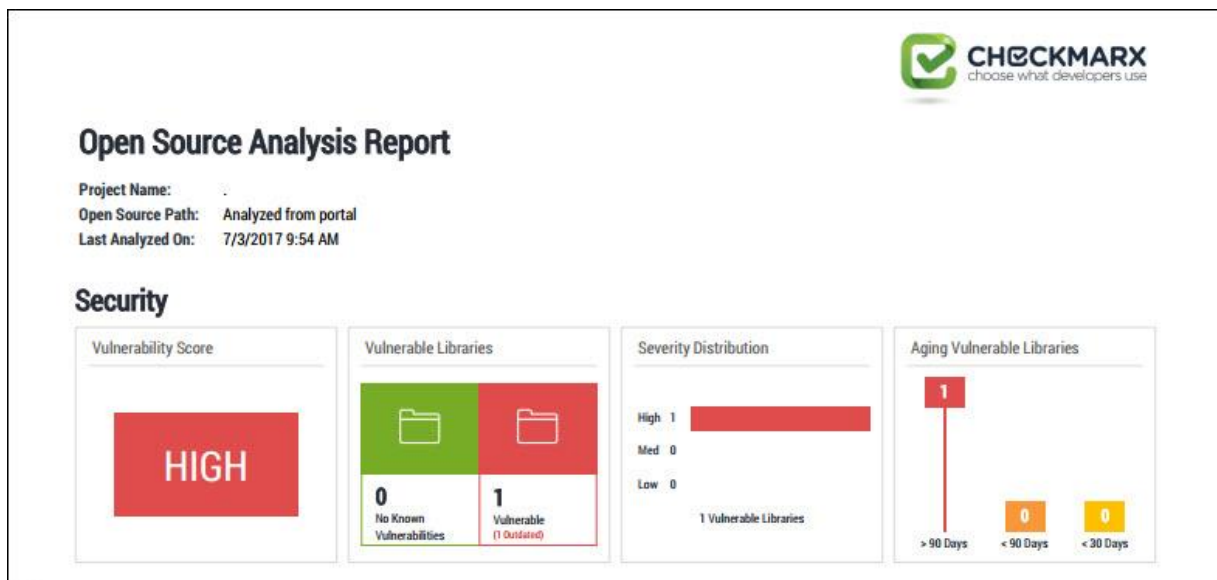 CHECKMARX
choose what developers use
Open Source Analysis Report
Project Name: .
Open Source Path: Analyzed from portal
Last Analyzed On: 7/3/2017 9:54 AM
Security
Vulnerability Score
HIGH
Vulnerable Libraries
0
No Known
Vulnerabilities
1
Vulnerable
(1 Outdated)
Severity Distribution
High 1
Med 0
Low 0
1 Vulnerable Libraries
Aging Vulnerable Libraries
1
0
0
> 90 Days
< 90 Days
< 30 Days